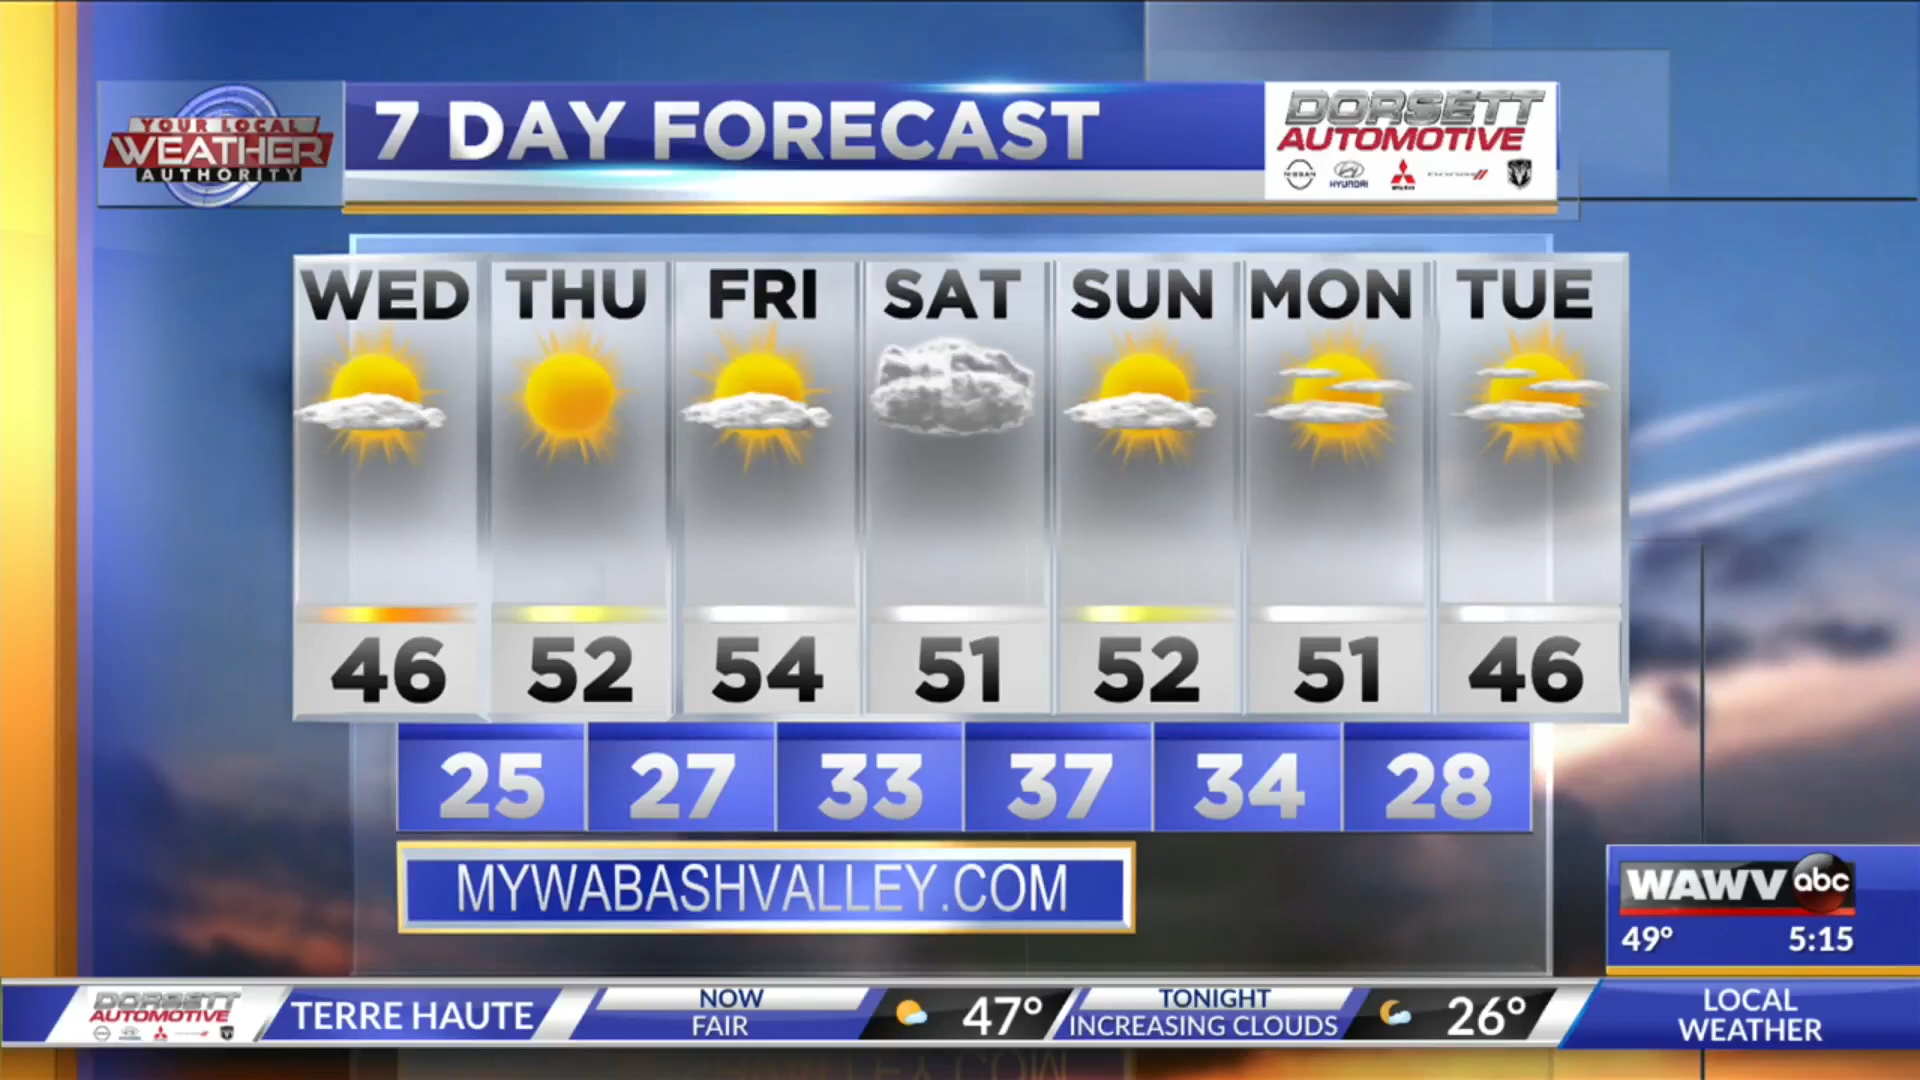 YOUR LOCAL
WEATHER
AUTHORITY
7 DAY FORECAST
DORSETT
AUTOMOTIVE
NISSAN
HYUNDAI
WED THU FRI SAT SUN MON TUE
46 52 54 51 52 51 46
25 27 33 37 34 28
MYWABASHVALLEY.COM
WAWV abc
49° 5:15
DORSETT
AUTOMOTIVE
TERRE HAUTE
NOW
FAIR
47°
TONIGHT
INCREASING CLOUDS
26°
LOCAL
WEATHER